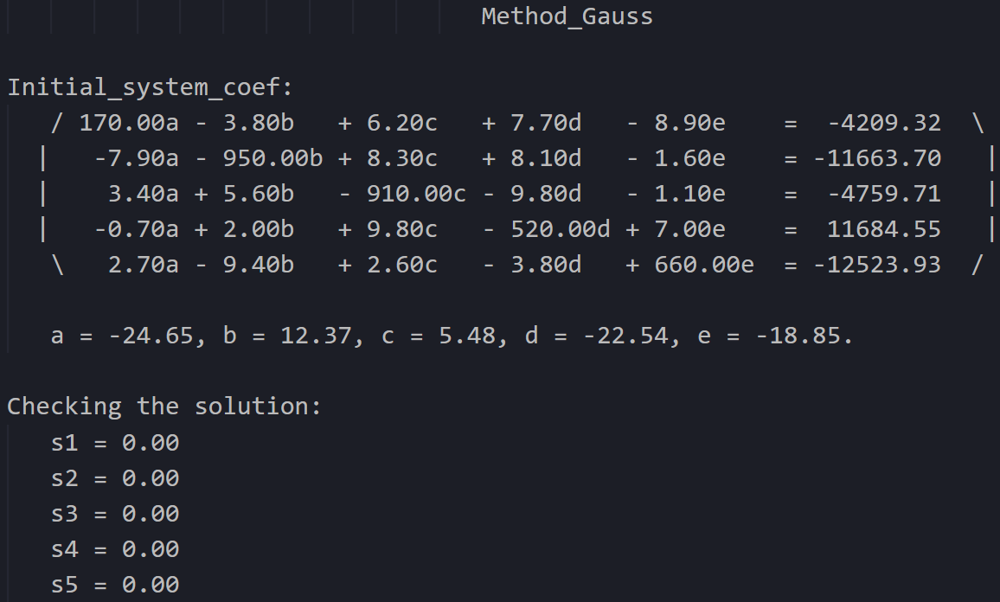 Method_Gauss
Initial_system_coef:
/ 170.00a - 3.80b + 6.20c + 7.70d - 8.90e = -4209.32 \
| -7.90a - 950.00b + 8.30c + 8.10d - 1.60e = -11663.70 |
| 3.40a + 5.60b - 910.00c - 9.80d - 1.10e = -4759.71 |
| -0.70a + 2.00b + 9.80c - 520.00d + 7.00e = 11684.55 |
\ 2.70a - 9.40b + 2.60c - 3.80d + 660.00e = -12523.93 /
a = -24.65, b = 12.37, c = 5.48, d = -22.54, e = -18.85.
Checking the solution:
s1 = 0.00
s2 = 0.00
s3 = 0.00
s4 = 0.00
s5 = 0.00